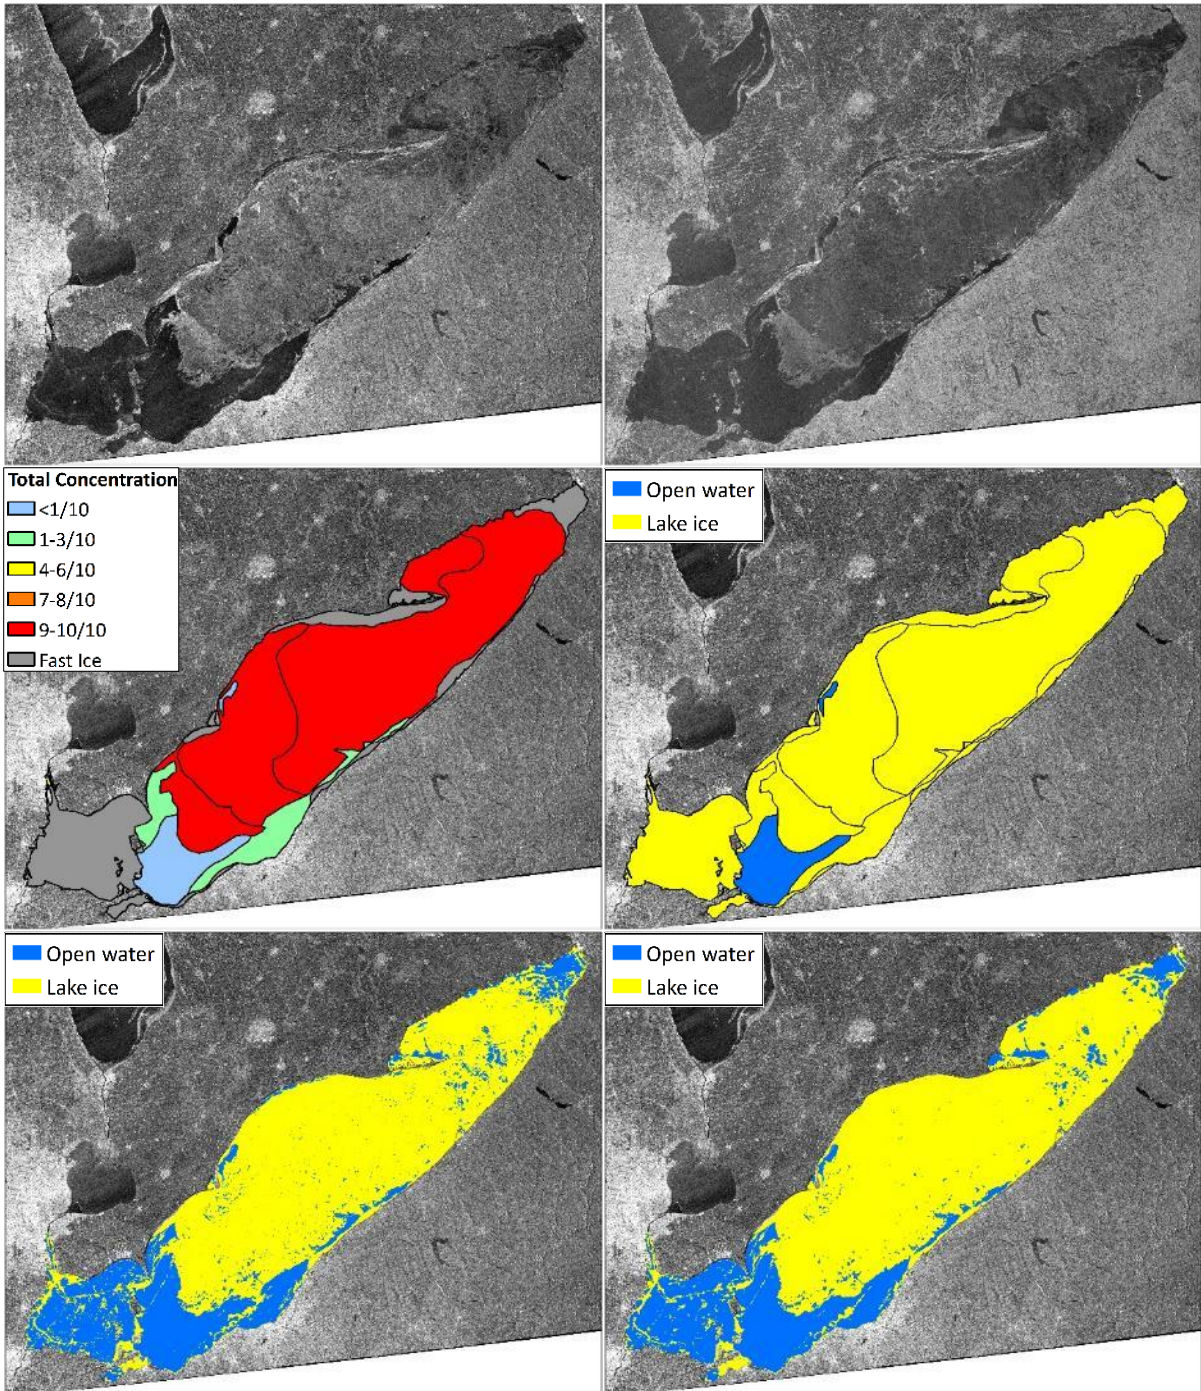 Total Concentration
<1/10
1-3/10
4-6/10
7-8/10
9-10/10
Fast Ice
Open water
Lake ice
Open water
Lake ice
Open water
Lake ice